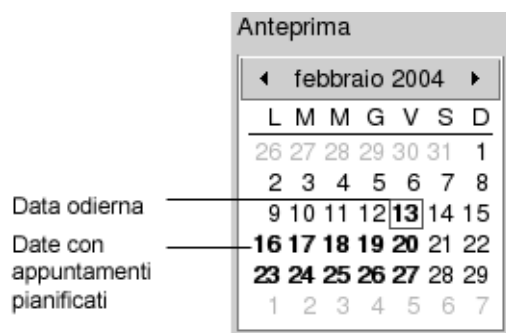 Anteprima
febbraio 2004
L M M G V S D
26 27 28 29 30 31 1
2 3 4 5 6 7 8
9 10 11 12 13 14 15
16 17 18 19 20 21 22
23 24 25 26 27 28 29
1 2 3 4 5 6 7
Data odierna
Date con
appuntamenti
pianificati